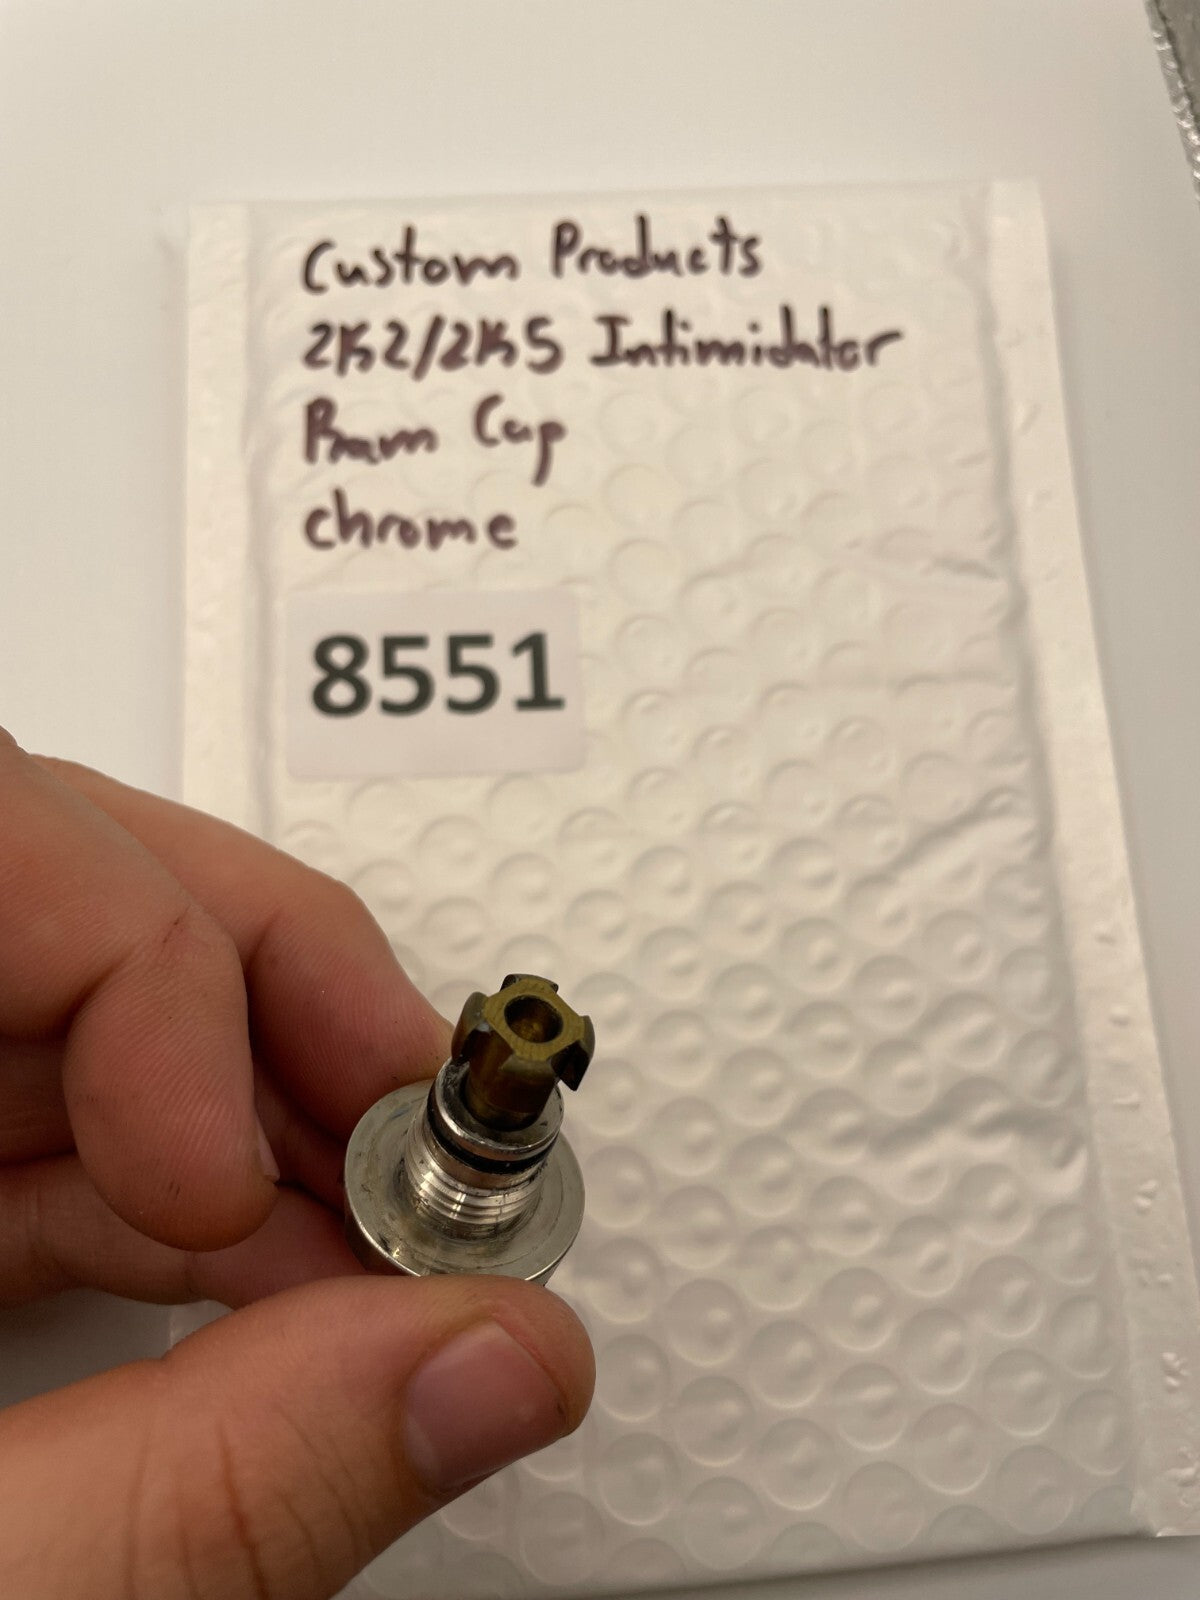 Custom Products
2K2/2K5 Intimidator
Ram Cap
chrome
8551